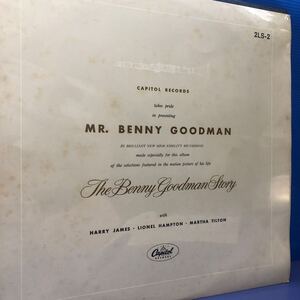 2LS-2
CAPITOL RECORDS
takes pride
in presenting
MR. BENNY GOODMAN
IN BRILLIANT NEW HIGH FIDELITY RECORDINGS
made especially for this album
of the selections featured in the motion picture of his life
The Benny Goodman Story
with
HARRY JAMES · LIONEL HAMPTON · MARTHA TILTON
Capitol
RECORDS